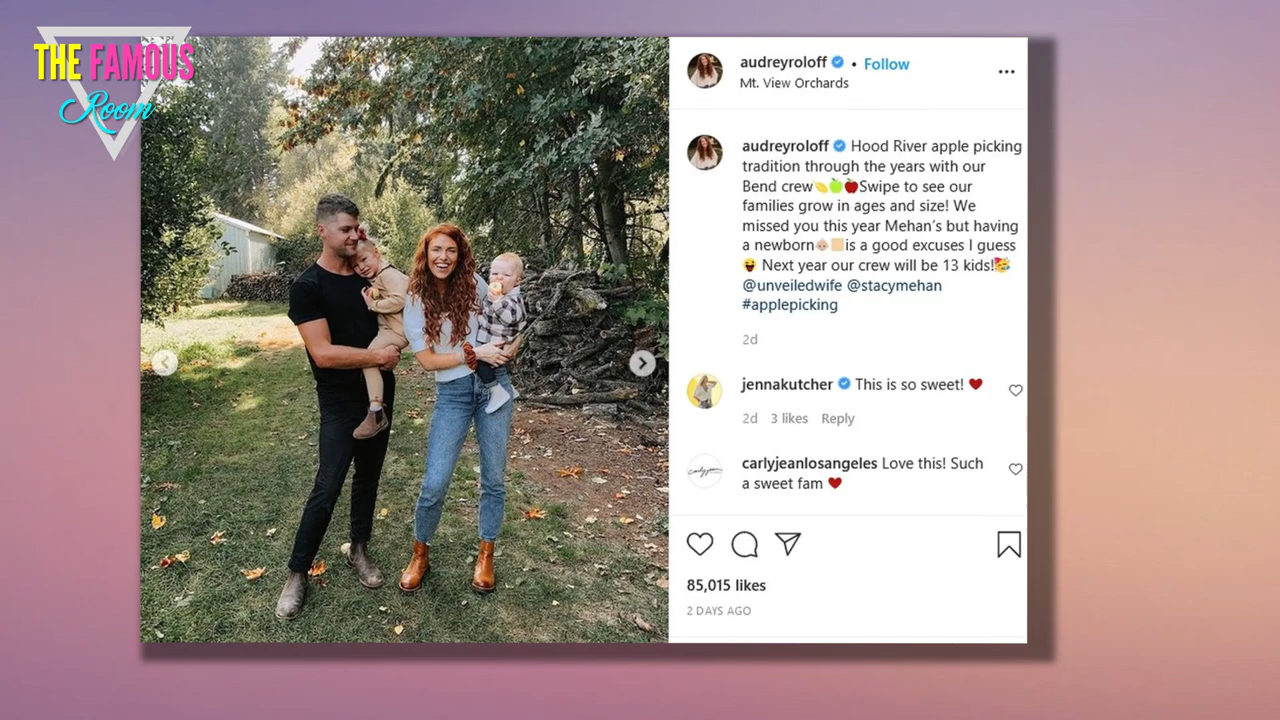 THE FAMOUS
Room
audreyroloff • Follow
Mt. View Orchards
audreyroloff Hood River apple picking
tradition through the years with our
Bend crew🍋🍏🍎Swipe to see our
families grow in ages and size! We
missed you this year Mehan’s but having
a newborn👶🏼is a good excuses I guess
😜 Next year our crew will be 13 kids!🥳
@unveiledwife @stacymehan
#applepicking
2d
jennakutcher This is so sweet! ❤️
2d 3 likes Reply
carlyjeanlosangeles Love this! Such
a sweet fam ❤️
85,015 likes
2 DAYS AGO